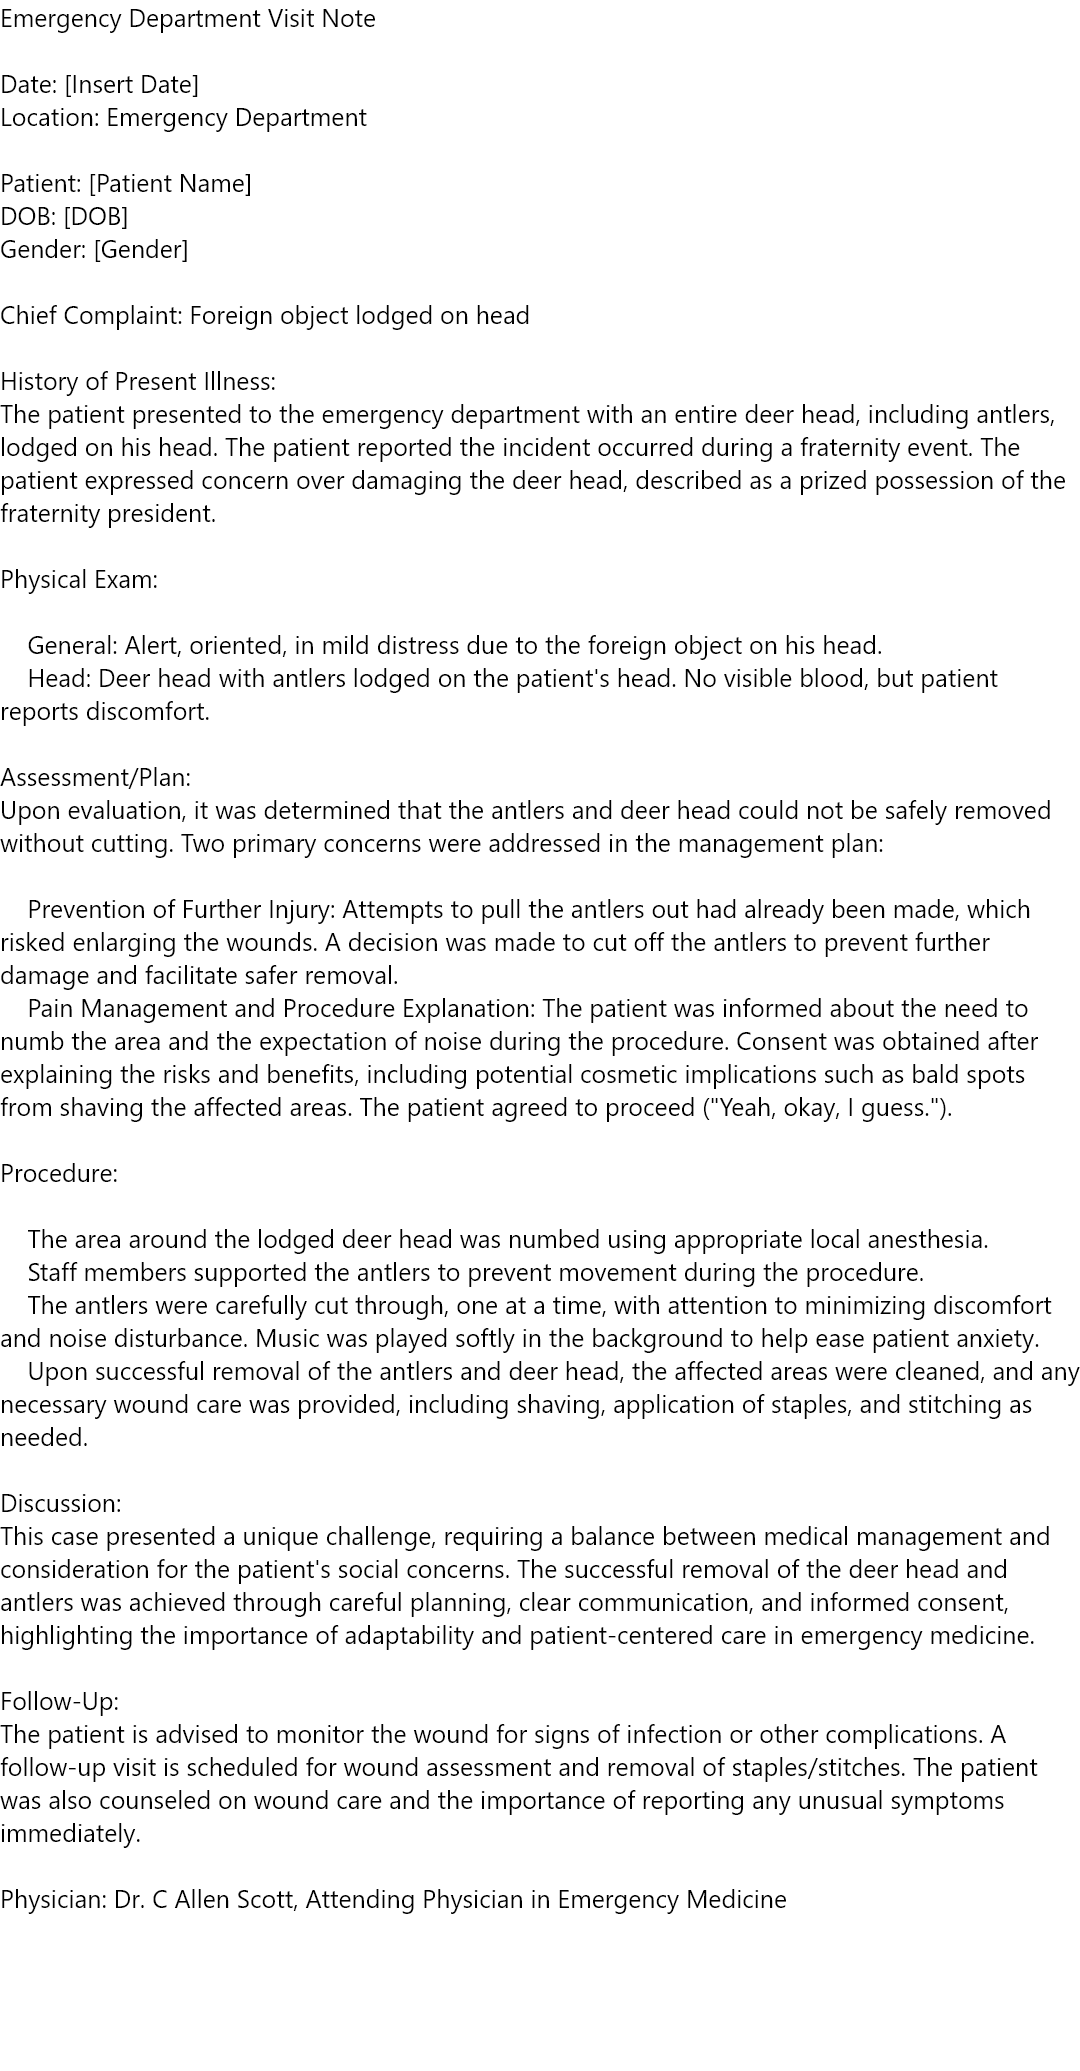 Emergency Department Visit Note
Date: [Insert Date]
Location: Emergency Department
Patient: [Patient Name]
DOB: [DOB]
Gender: [Gender]
Chief Complaint: Foreign object lodged on head
History of Present Illness:
The patient presented to the emergency department with an entire deer head, including antlers,
lodged on his head. The patient reported the incident occurred during a fraternity event. The
patient expressed concern over damaging the deer head, described as a prized possession of the
fraternity president.
Physical Exam:
General: Alert, oriented, in mild distress due to the foreign object on his head.
Head: Deer head with antlers lodged on the patient's head. No visible blood, but patient
reports discomfort.
Assessment/Plan:
Upon evaluation, it was determined that the antlers and deer head could not be safely removed
without cutting. Two primary concerns were addressed in the management plan:
Prevention of Further Injury: Attempts to pull the antlers out had already been made, which
risked enlarging the wounds. A decision was made to cut off the antlers to prevent further
damage and facilitate safer removal.
Pain Management and Procedure Explanation: The patient was informed about the need to
numb the area and the expectation of noise during the procedure. Consent was obtained after
explaining the risks and benefits, including potential cosmetic implications such as bald spots
from shaving the affected areas. The patient agreed to proceed ("Yeah, okay, I guess.").
Procedure:
The area around the lodged deer head was numbed using appropriate local anesthesia.
Staff members supported the antlers to prevent movement during the procedure.
The antlers were carefully cut through, one at a time, with attention to minimizing discomfort
and noise disturbance. Music was played softly in the background to help ease patient anxiety.
Upon successful removal of the antlers and deer head, the affected areas were cleaned, and any
necessary wound care was provided, including shaving, application of staples, and stitching as
needed.
Discussion:
This case presented a unique challenge, requiring a balance between medical management and
consideration for the patient's social concerns. The successful removal of the deer head and
antlers was achieved through careful planning, clear communication, and informed consent,
highlighting the importance of adaptability and patient-centered care in emergency medicine.
Follow-Up:
The patient is advised to monitor the wound for signs of infection or other complications. A
follow-up visit is scheduled for wound assessment and removal of staples/stitches. The patient
was also counseled on wound care and the importance of reporting any unusual symptoms
immediately.
Physician: Dr. C Allen Scott, Attending Physician in Emergency Medicine